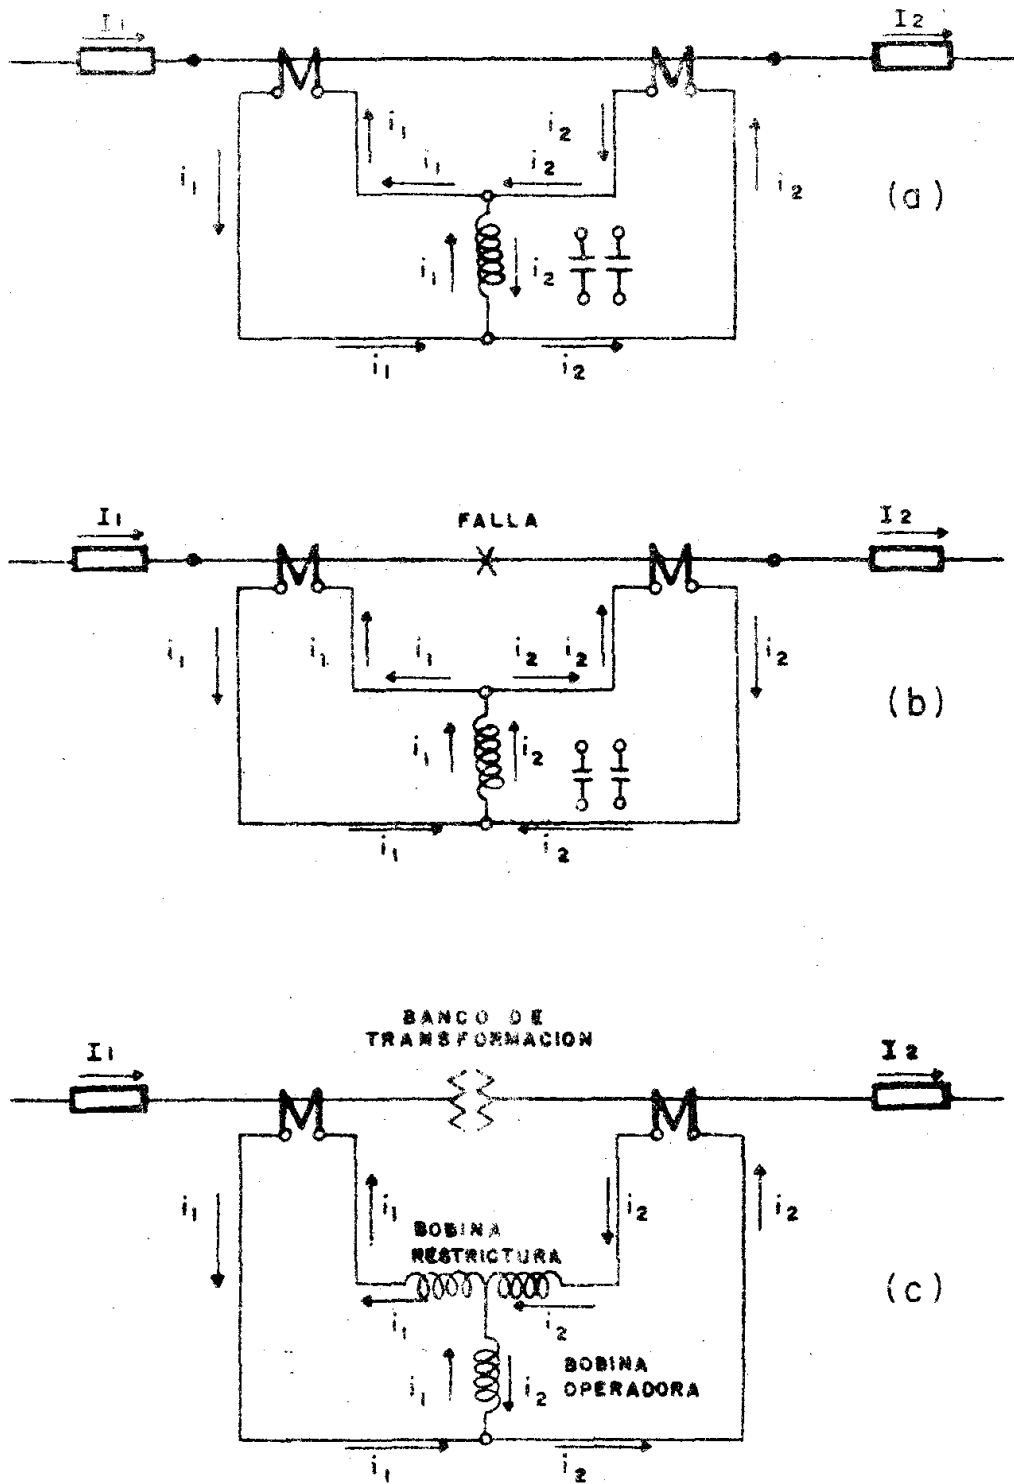 I1 I2
i1 i2
i1 i2
i1 i2
(a)
i1 i2
i1 i2
I1 FALLA I2
i1 i1 i1 i2 i2 i2
(b)
i1 i2
i1 i2
BANCO DE
TRANSFORMACION
I1 I2
i1 i1 i2 i2
BOBINA
RESTRICTURA
(c)
i1 i2
BOBINA
OPERADORA
i1 i2
i1 i2